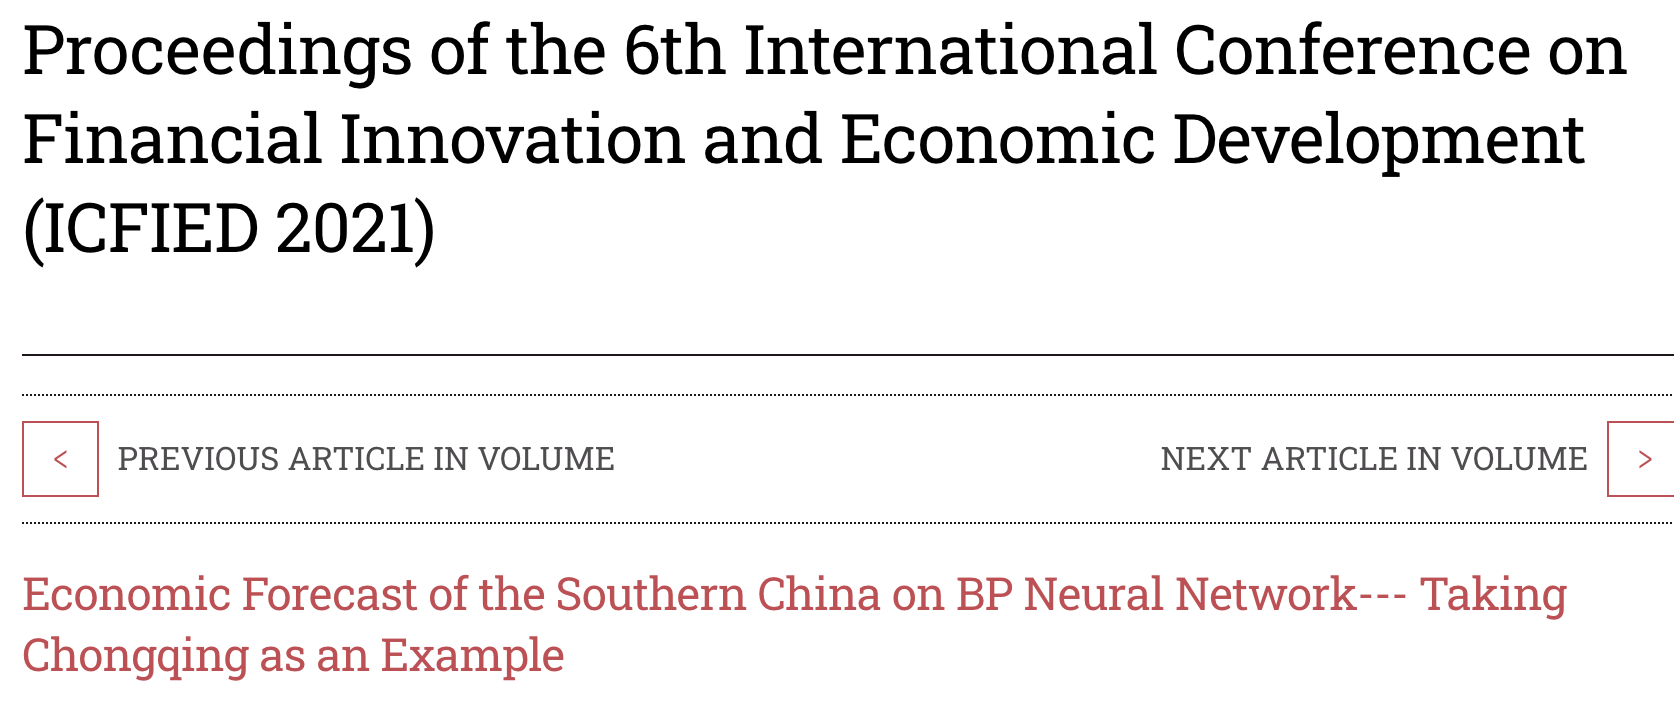 Proceedings of the 6th International Conference on
Financial Innovation and Economic Development
(ICFIED 2021)
< PREVIOUS ARTICLE IN VOLUME
NEXT ARTICLE IN VOLUME >
Economic Forecast of the Southern China on BP Neural Network--- Taking
Chongqing as an Example